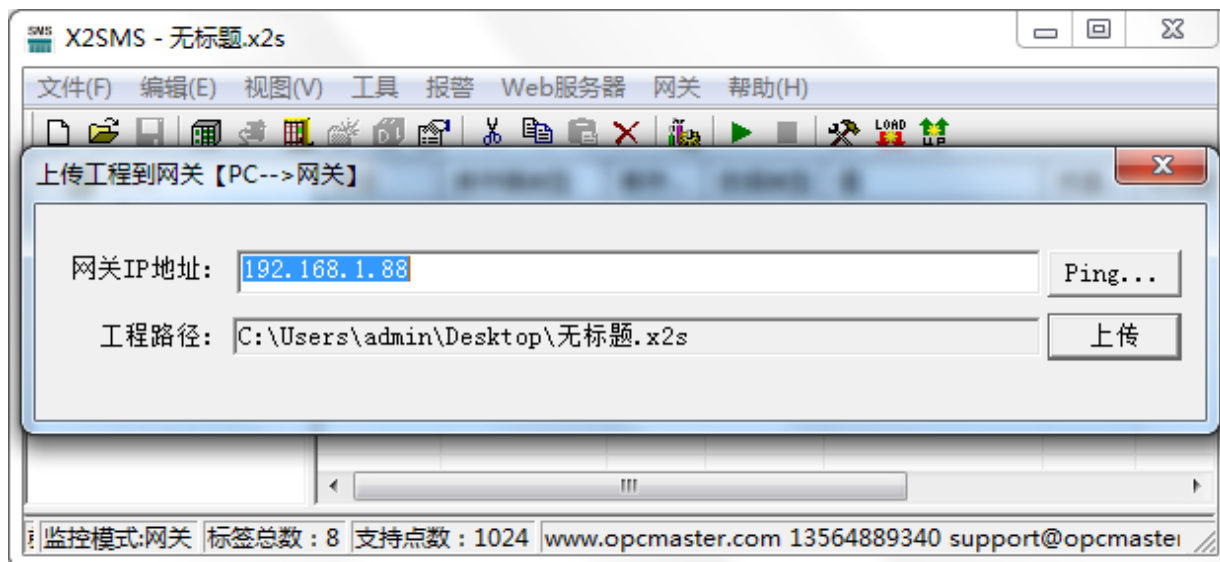 SMS X2SMS - 无标题.x2s
文件(F) 编辑(E) 视图(V) 工具 报警 Web服务器 网关 帮助(H)
LOAD UP
上传工程到网关【PC-->网关】
网关IP地址: 192.168.1.88 Ping...
工程路径: C:\Users\admin\Desktop\无标题.x2s 上传
监控模式:网关 标签总数:8 支持点数:1024 www.opcmaster.com 13564889340 support@opcmaster